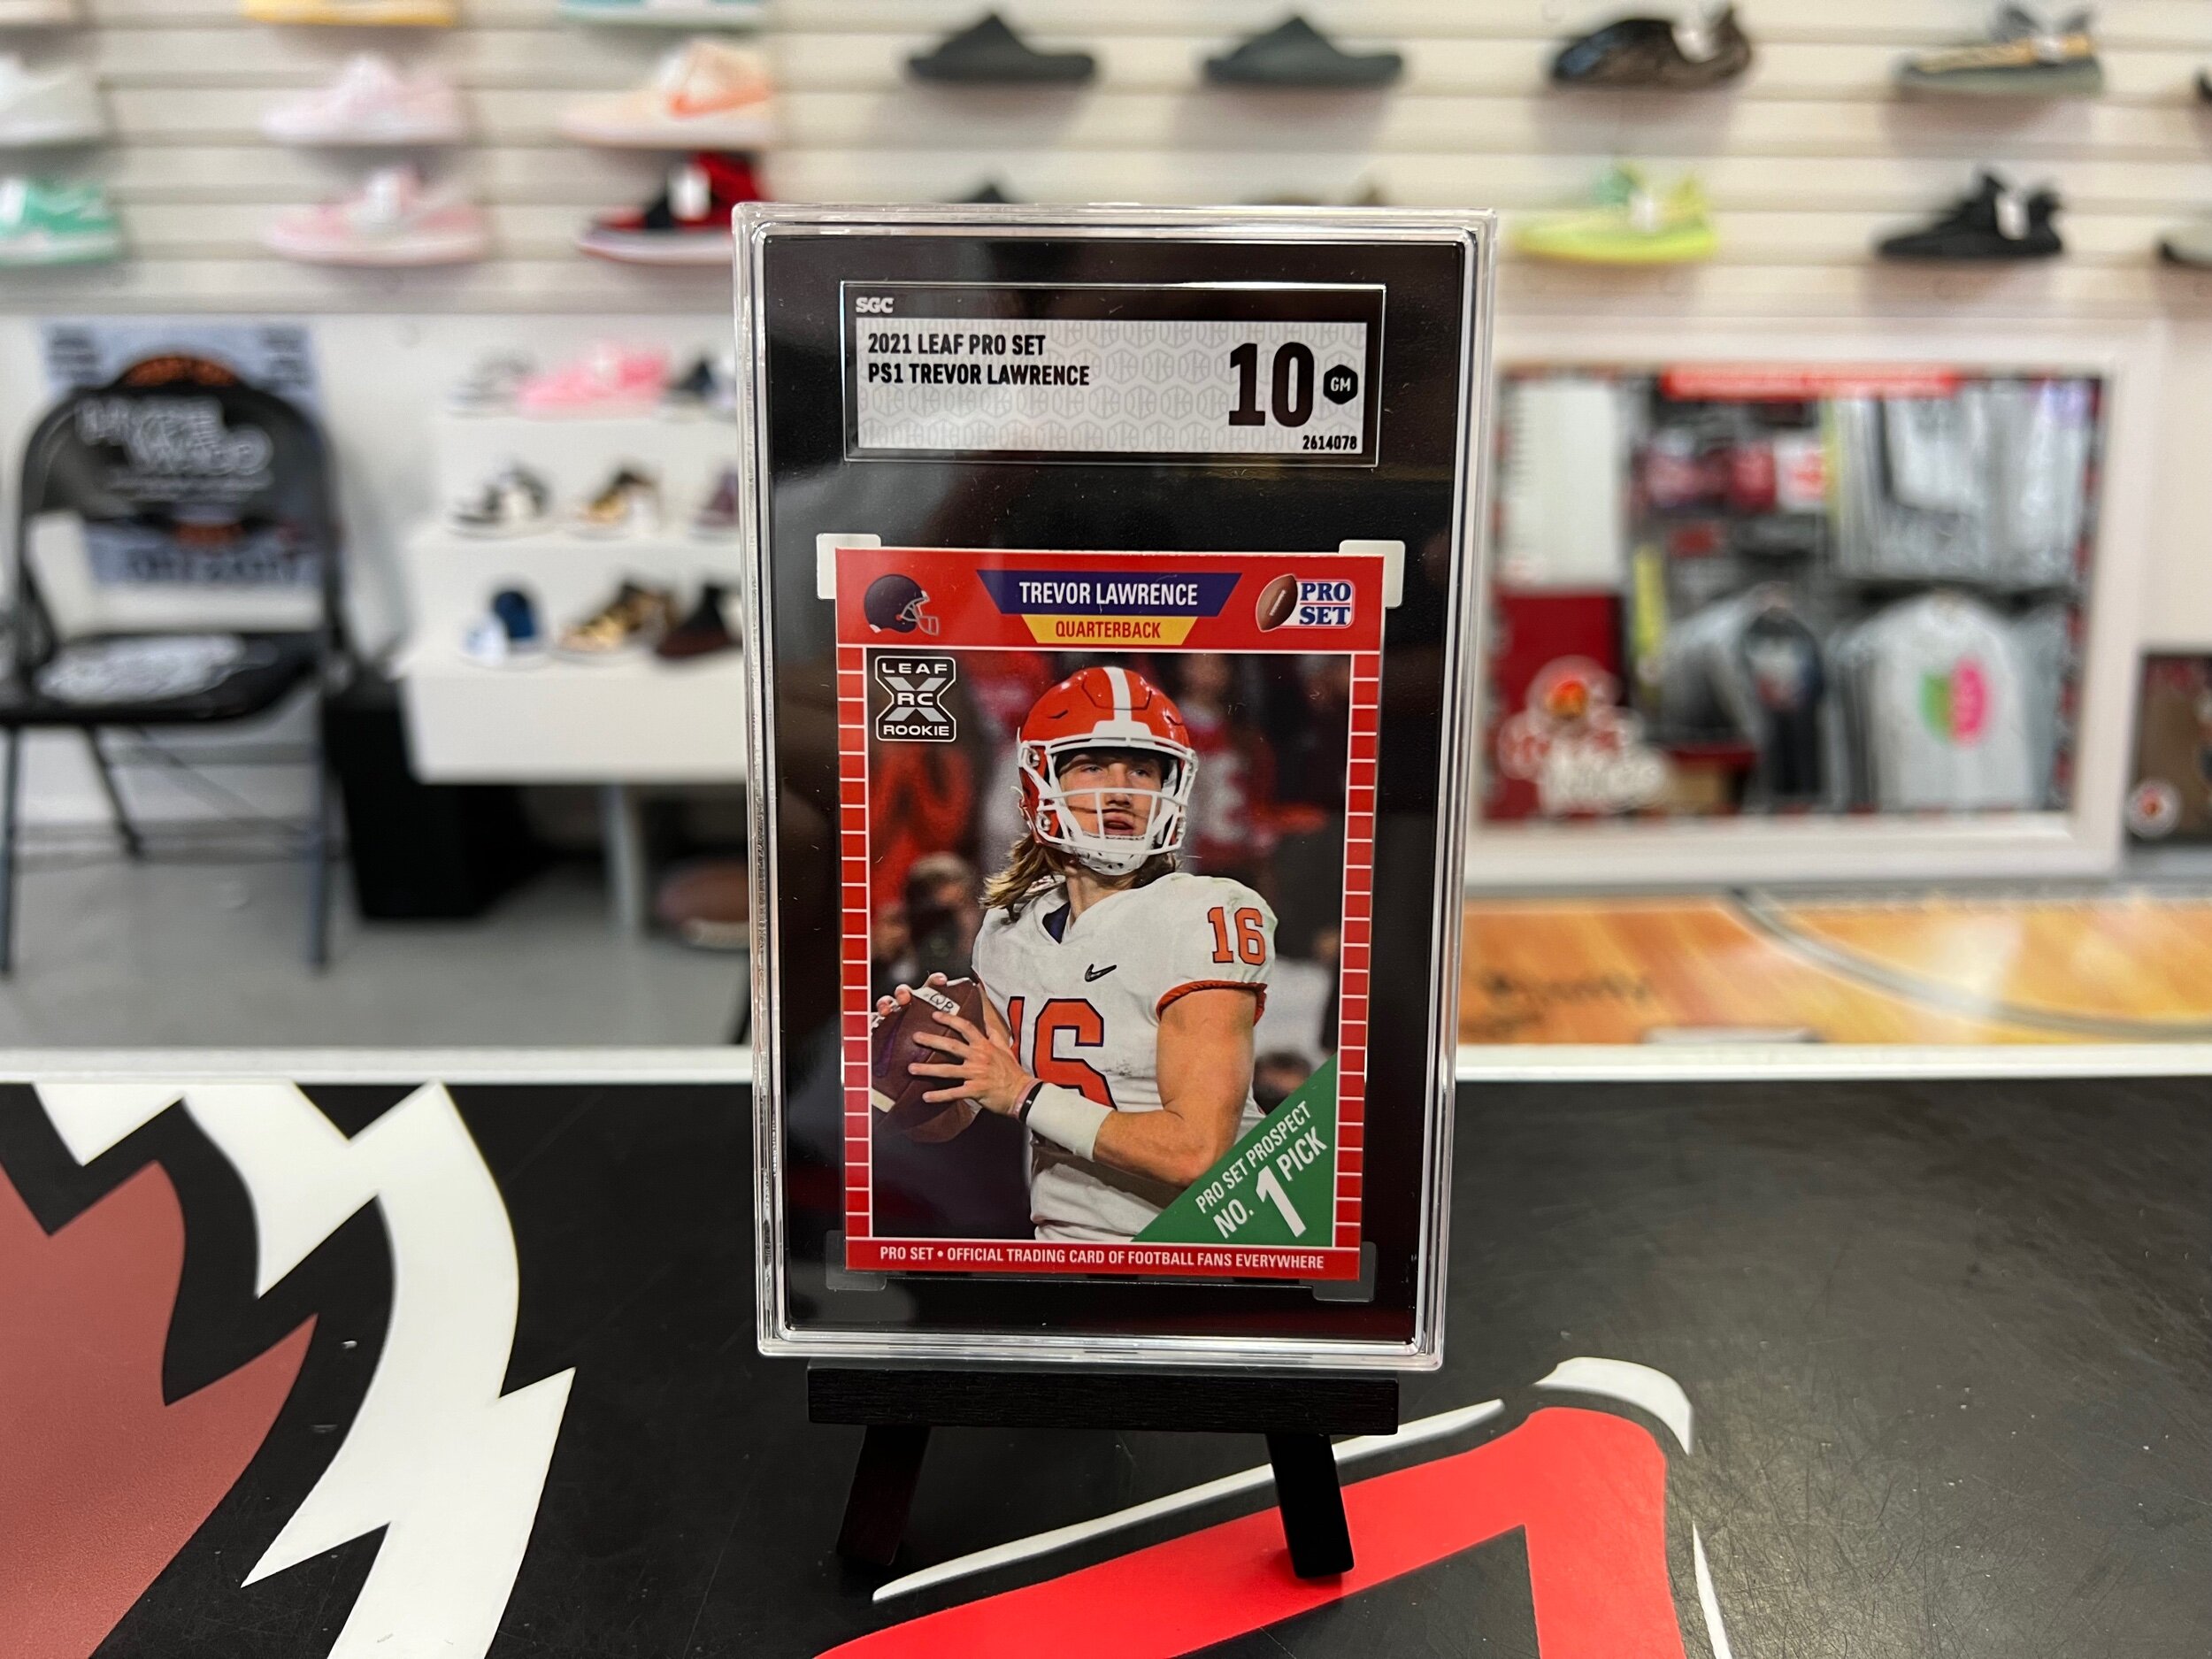 SGC
2021 LEAF PRO SET
PS1 TREVOR LAWRENCE
10 GM
2614078
TREVOR LAWRENCE
QUARTERBACK
PRO
SET
LEAF
RC
ROOKIE
16
16
PRO SET PROSPECT
NO. 1 PICK
PRO SET • OFFICIAL TRADING CARD OF FOOTBALL FANS EVERYWHERE